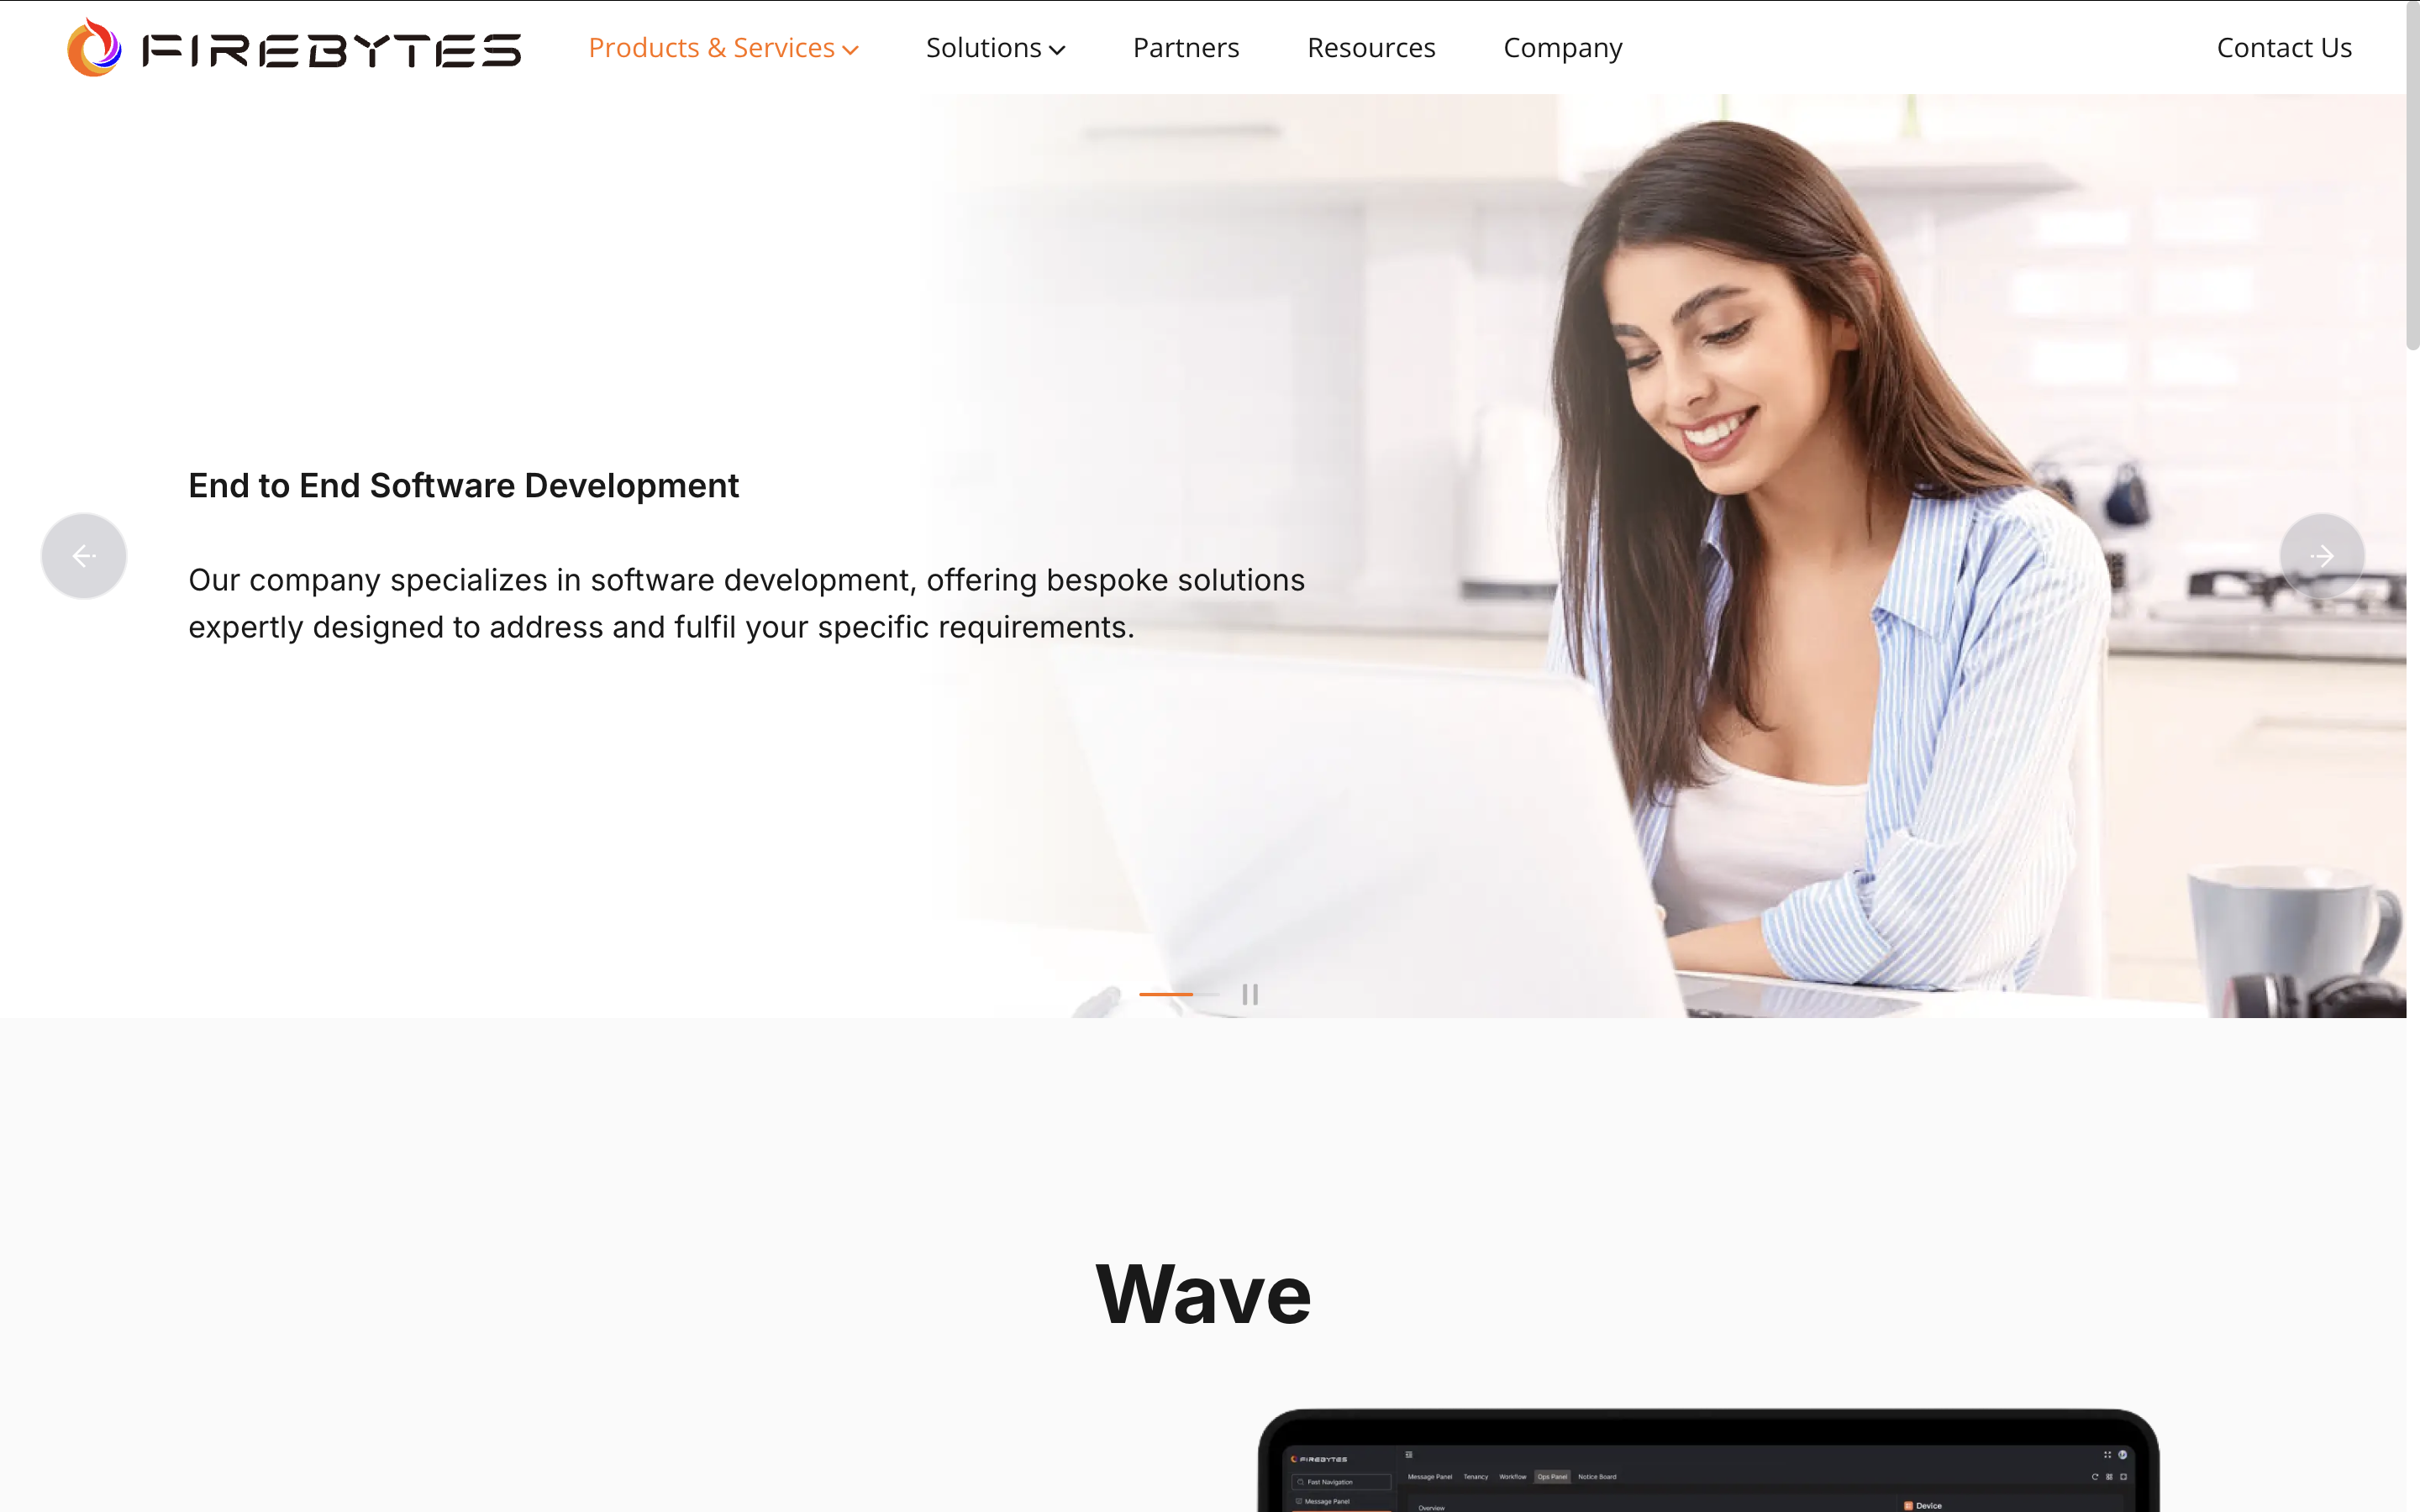 FIREBYTES
Products & Services
Solutions
Partners
Resources
Company
Contact Us
End to End Software Development
Our company specializes in software development, offering bespoke solutions
expertly designed to address and fulfil your specific requirements.
Wave
FIREBYTES
Fast Navigation
Message Panel
Message Panel Tenancy Workflow Ops Panel Notice Board
Overview
Device